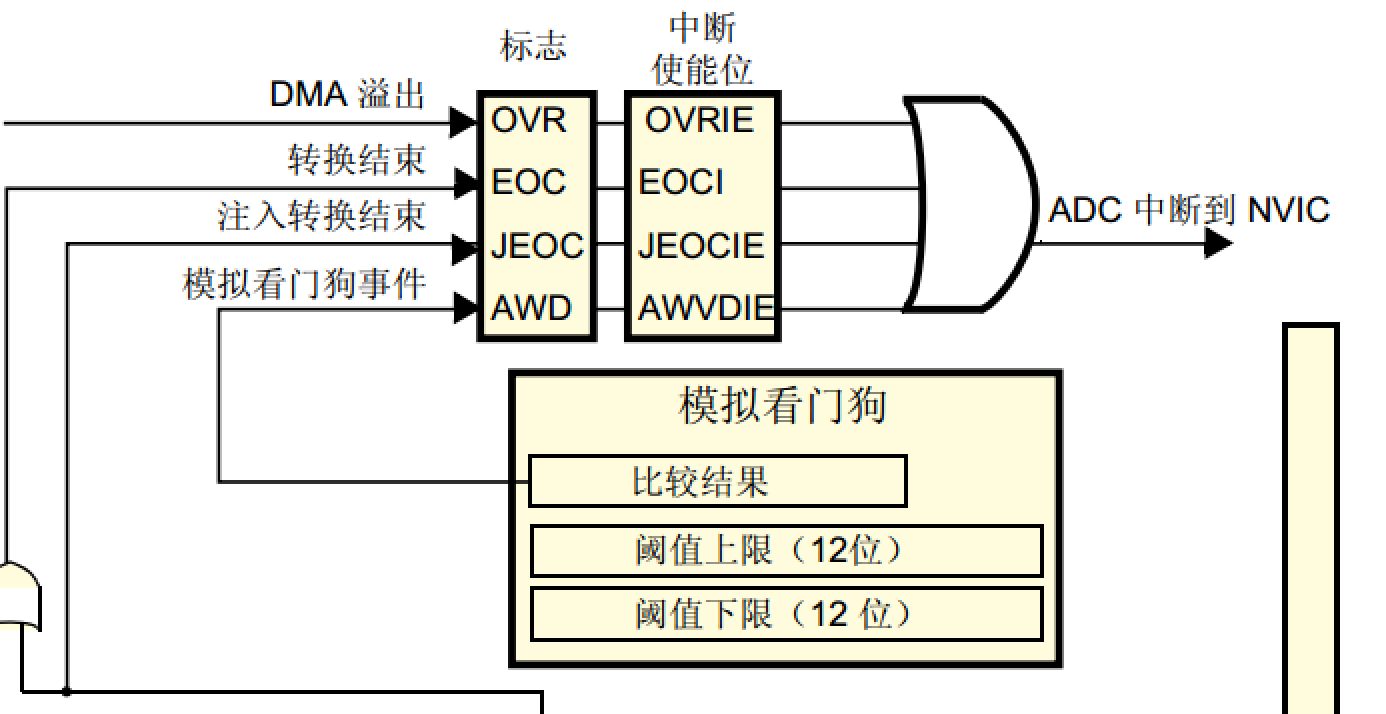 中断
标志
使能位
DMA 溢出
OVR
OVRIE
转换结束
EOC
EOCI
注入转换结束
ADC 中断到 NVIC
JEOC
JEOCIE
模拟看门狗事件
AWD
AWVDIE
模拟看门狗
比较结果
阈值上限（12位）
阈值下限（12 位）